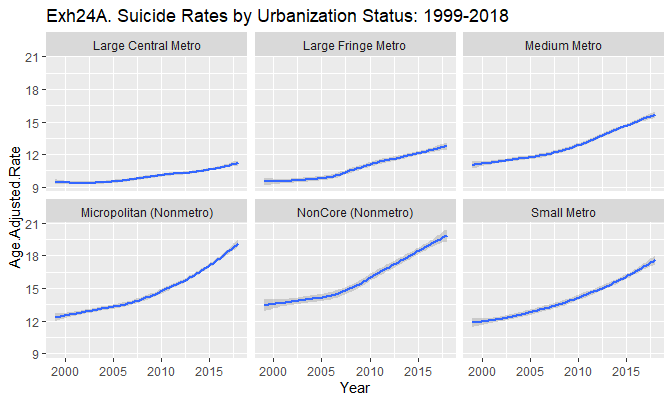 Exh24A. Suicide Rates by Urbanization Status: 1999-2018
Large Central Metro Large Fringe Metro Medium Metro
21
18
15
12
9
Micropolitan (Nonmetro) NonCore (Nonmetro) Small Metro
21
18
15
12
9
Age.Adjusted.Rate
2000 2005 2010 2015 2000 2005 2010 2015 2000 2005 2010 2015
Year